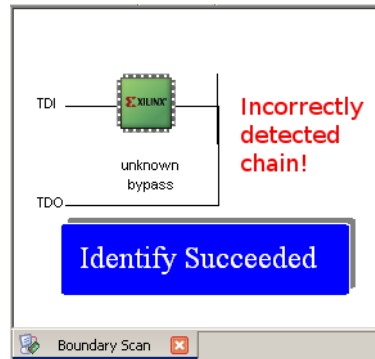 TDI
XILINX
Incorrectly
detected
chain!
unknown
bypass
TDO
Identify Succeeded
Boundary Scan